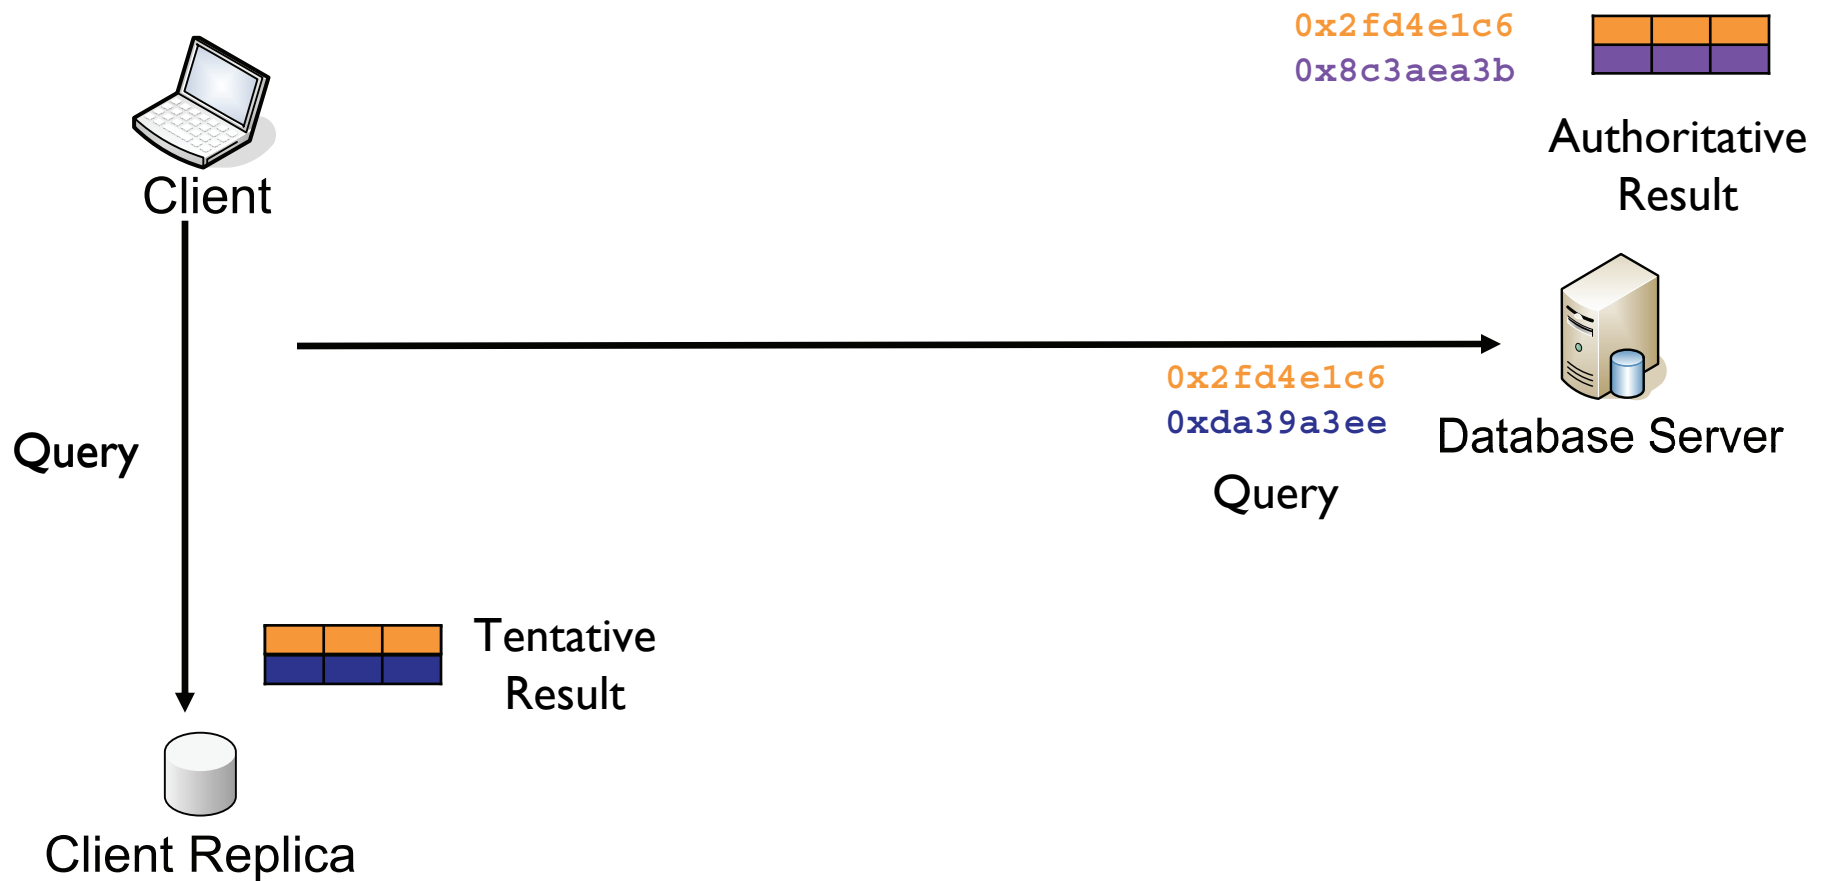 0x2fd4e1c6
0x8c3aea3b
Authoritative
Result
Client
0x2fd4e1c6
0xda39a3ee
Database Server
Query
Query
Tentative
Result
Client Replica